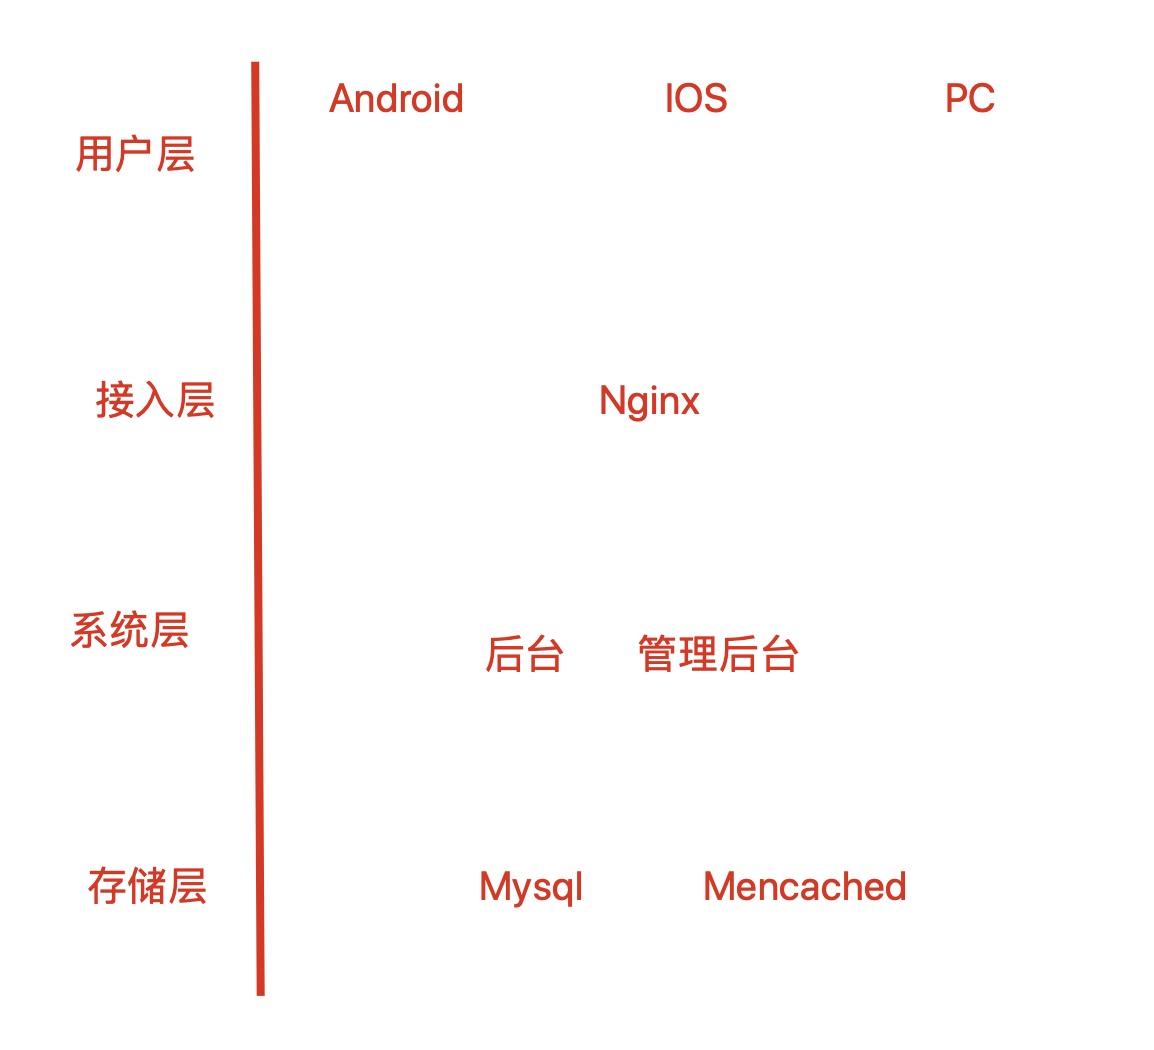 Android IOS PC
用户层
接入层 Nginx
系统层
后台 管理后台
存储层 Mysql Mencached